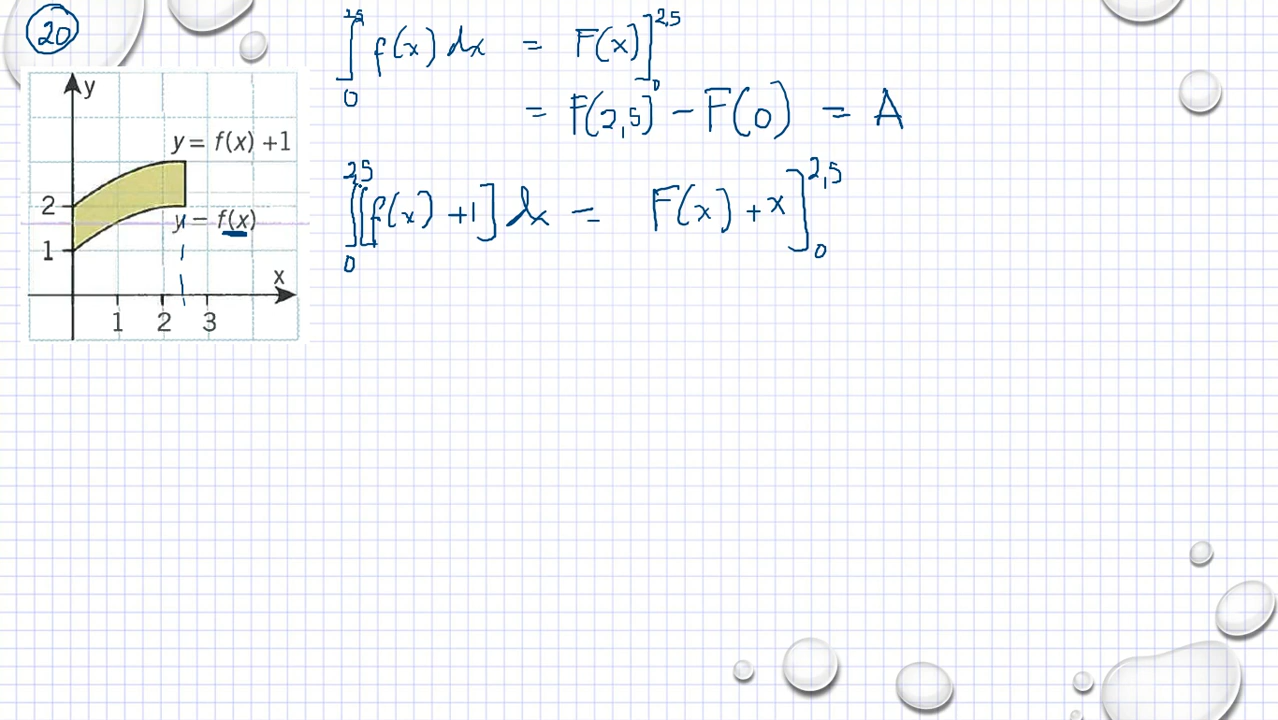 20
∫₀^2,5 f(x) dx = F(x)]₀^2,5
= F(2,5) - F(0) = A
∫₀^2,5 [f(x) +1] dx = F(x) + x]₀^2,5
y
y = f(x) +1
2
y = f(x)
1
x
1 2 3